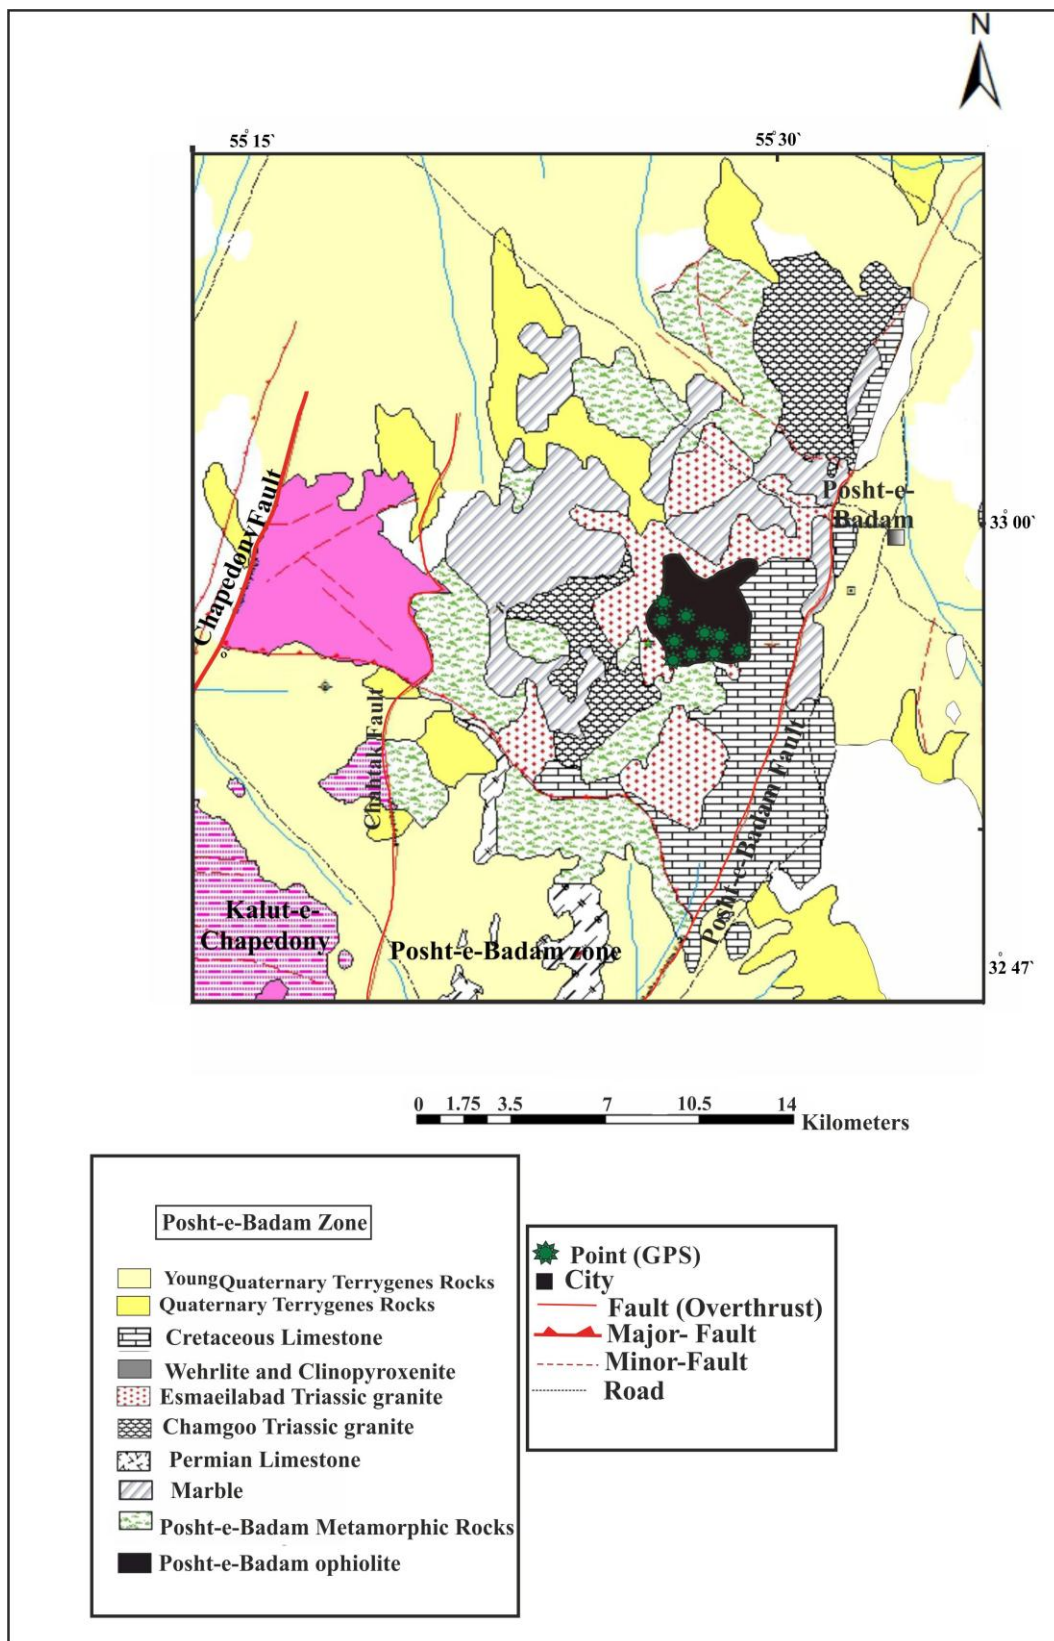 N
55° 15` 55° 30`
Posht-e-
Badam
33° 00`
Chapedony Fault
Chahtak Fault
Posht-e-Badam Fault
Kalut-e-
Chapedony
Posht-e-Badam zone
32° 47`
0 1.75 3.5 7 10.5 14
Kilometers
Posht-e-Badam Zone
Young Quaternary Terrygenes Rocks
Quaternary Terrygenes Rocks
Cretaceous Limestone
Wehrlite and Clinopyroxenite
Esmaeilabad Triassic granite
Chamgoo Triassic granite
Permian Limestone
Marble
Posht-e-Badam Metamorphic Rocks
Posht-e-Badam ophiolite
Point (GPS)
City
Fault (Overthrust)
Major- Fault
Minor-Fault
Road